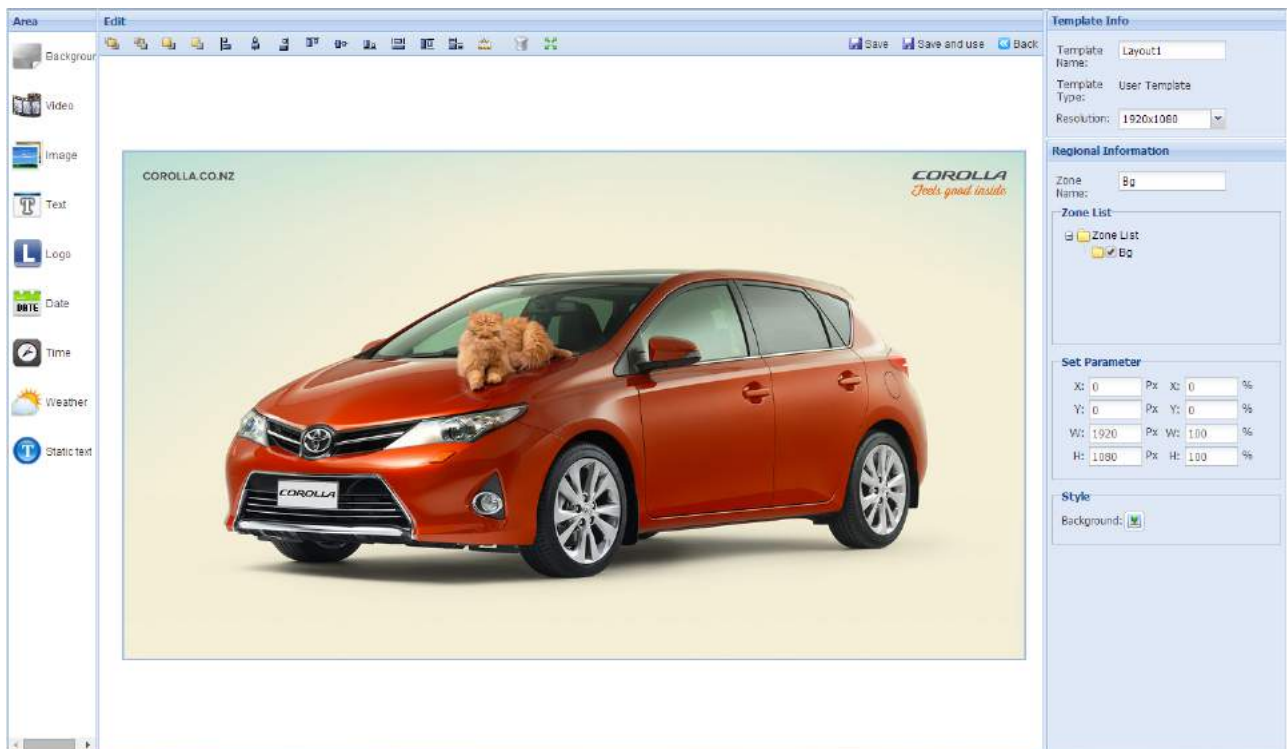 Area
Edit
Template Info
Backgrour
Video
Image
Text
Logo
DATE
Date
Time
Weather
Static text
Save
Save and use
Back
COROLLA.CO.NZ
COROLLA
Feels good inside
COROLLA
Template Name:
Layout1
Template Type:
User Template
Resolution:
1920x1080
Regional Information
Zone Name:
Bg
Zone List
Zone List
Bg
Set Parameter
X: 0 Px X: 0 %
Y: 0 Px Y: 0 %
W: 1920 Px W: 100 %
H: 1080 Px H: 100 %
Style
Background: